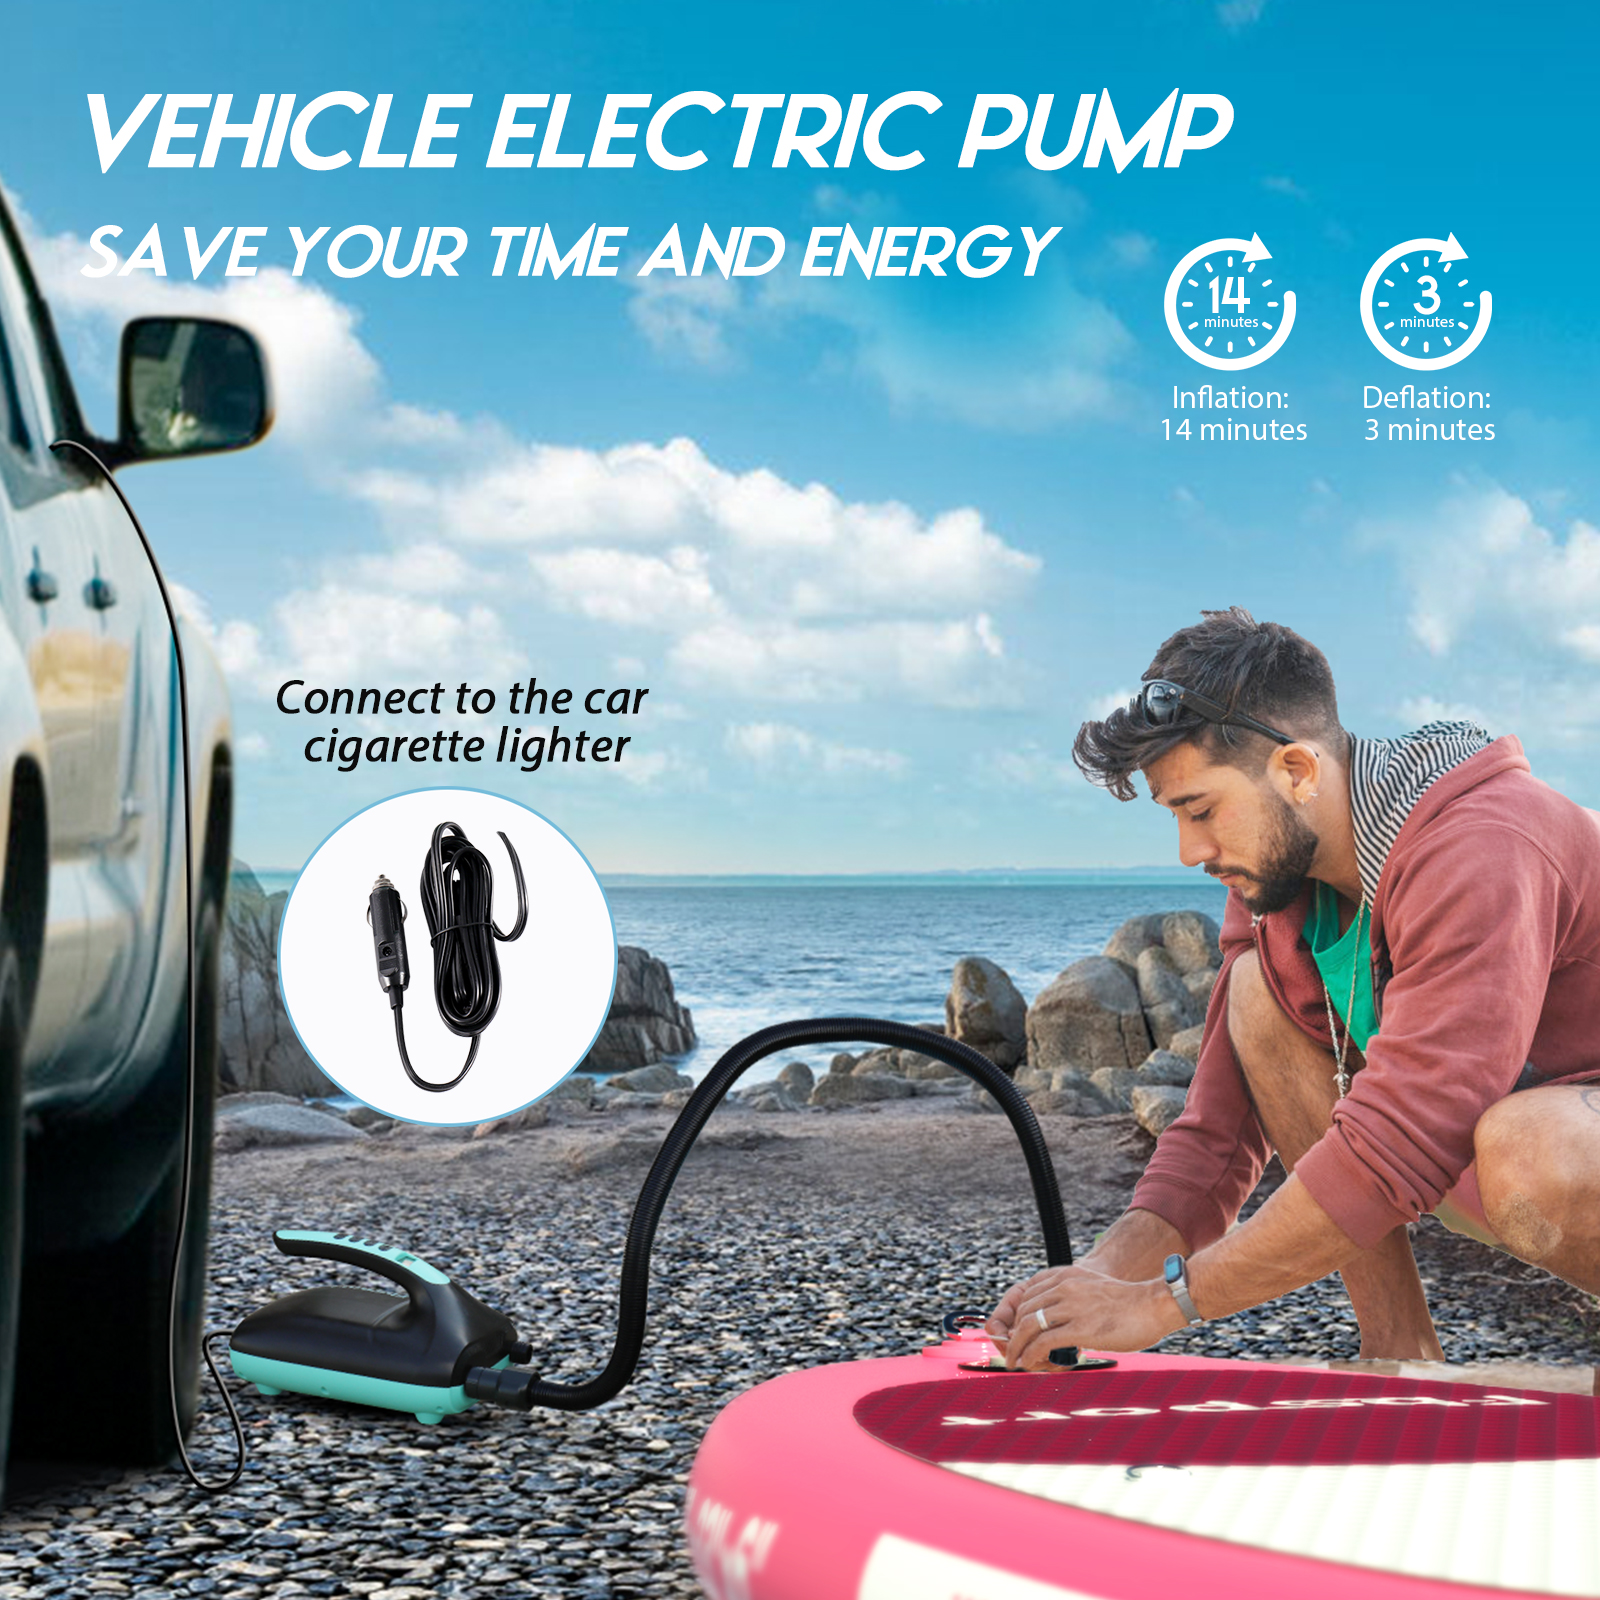 VEHICLE ELECTRIC PUMP
SAVE YOUR TIME AND ENERGY
14
minutes
3
minutes
Inflation:
14 minutes
Deflation:
3 minutes
Connect to the car
cigarette lighter